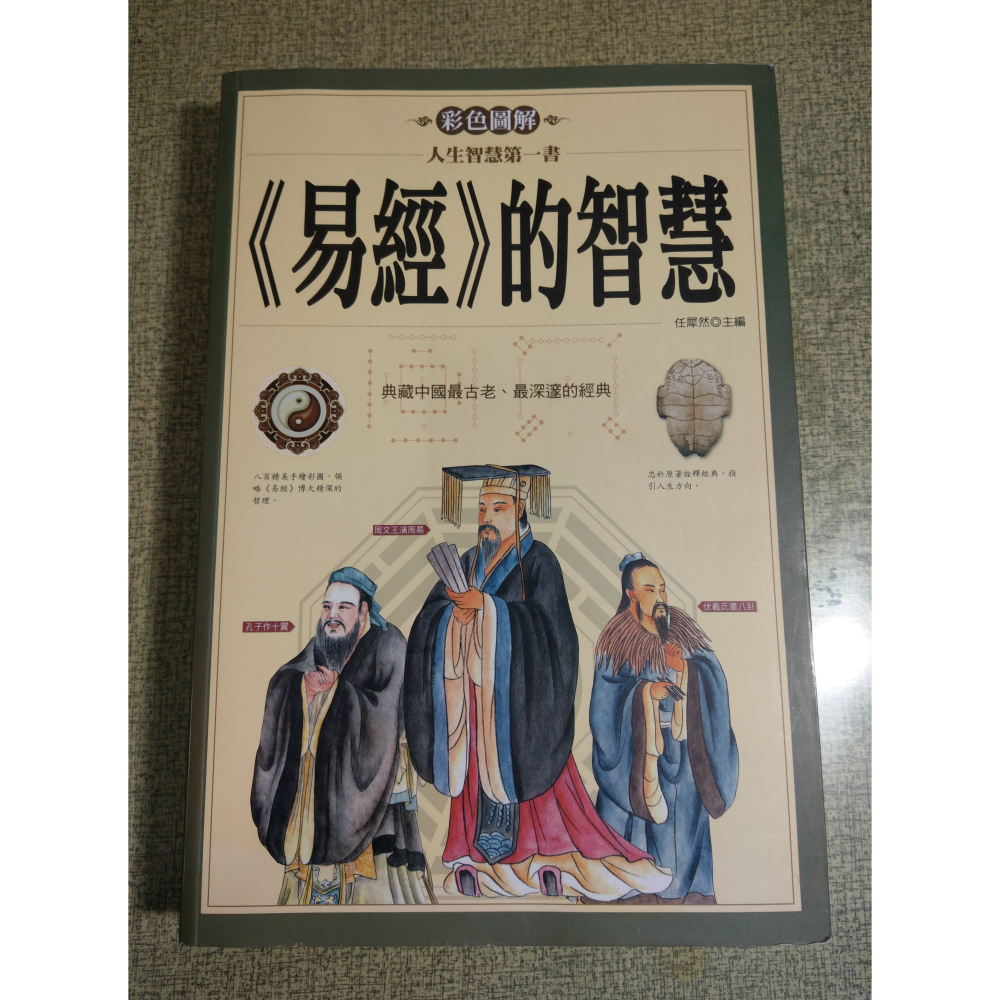 彩色圖解
人生智慧第一書
《易經》的智慧
任犀然◎主編
典藏中國最古老、最深邃的經典
八百精美手繪彩圖，領
略《易經》博大精深的
哲理。
忠於原著詮釋經典，指
引人生方向。
周文王演周易
孔子作十翼
伏羲氏畫八卦